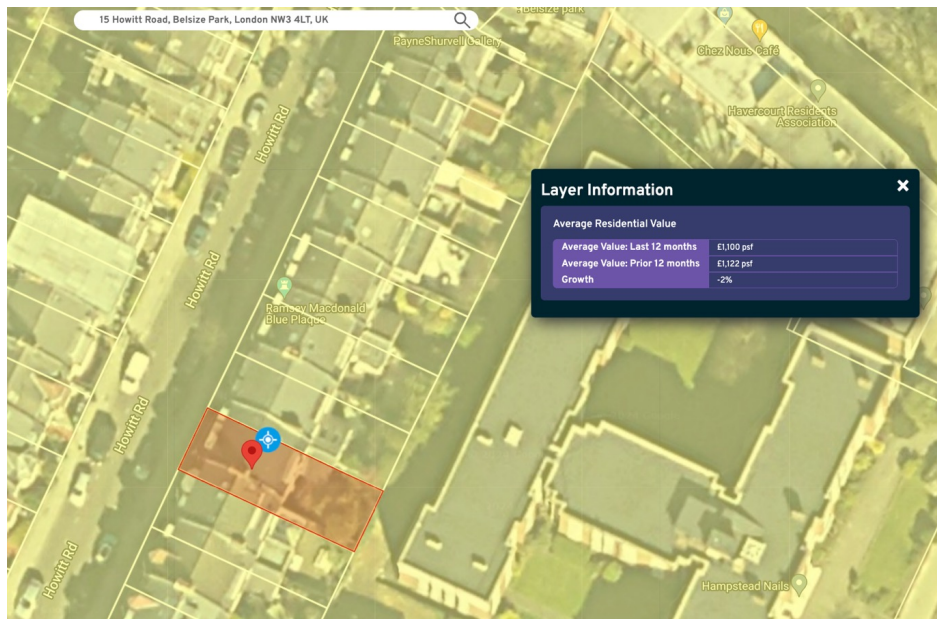 15 Howitt Road, Belsize Park, London NW3 4LT, UK
Belsize park
PayneShurvell Gallery
Chez Nous Café
Havercourt Residents
Association
Howitt Rd
Layer Information
Average Residential Value
Average Value: Last 12 months £1,100 psf
Average Value: Prior 12 months £1,122 psf
Growth -2%
Howitt Rd
Ramsey Macdonald
Blue Plaque
Howitt Rd
Howitt Rd
Hampstead Nails